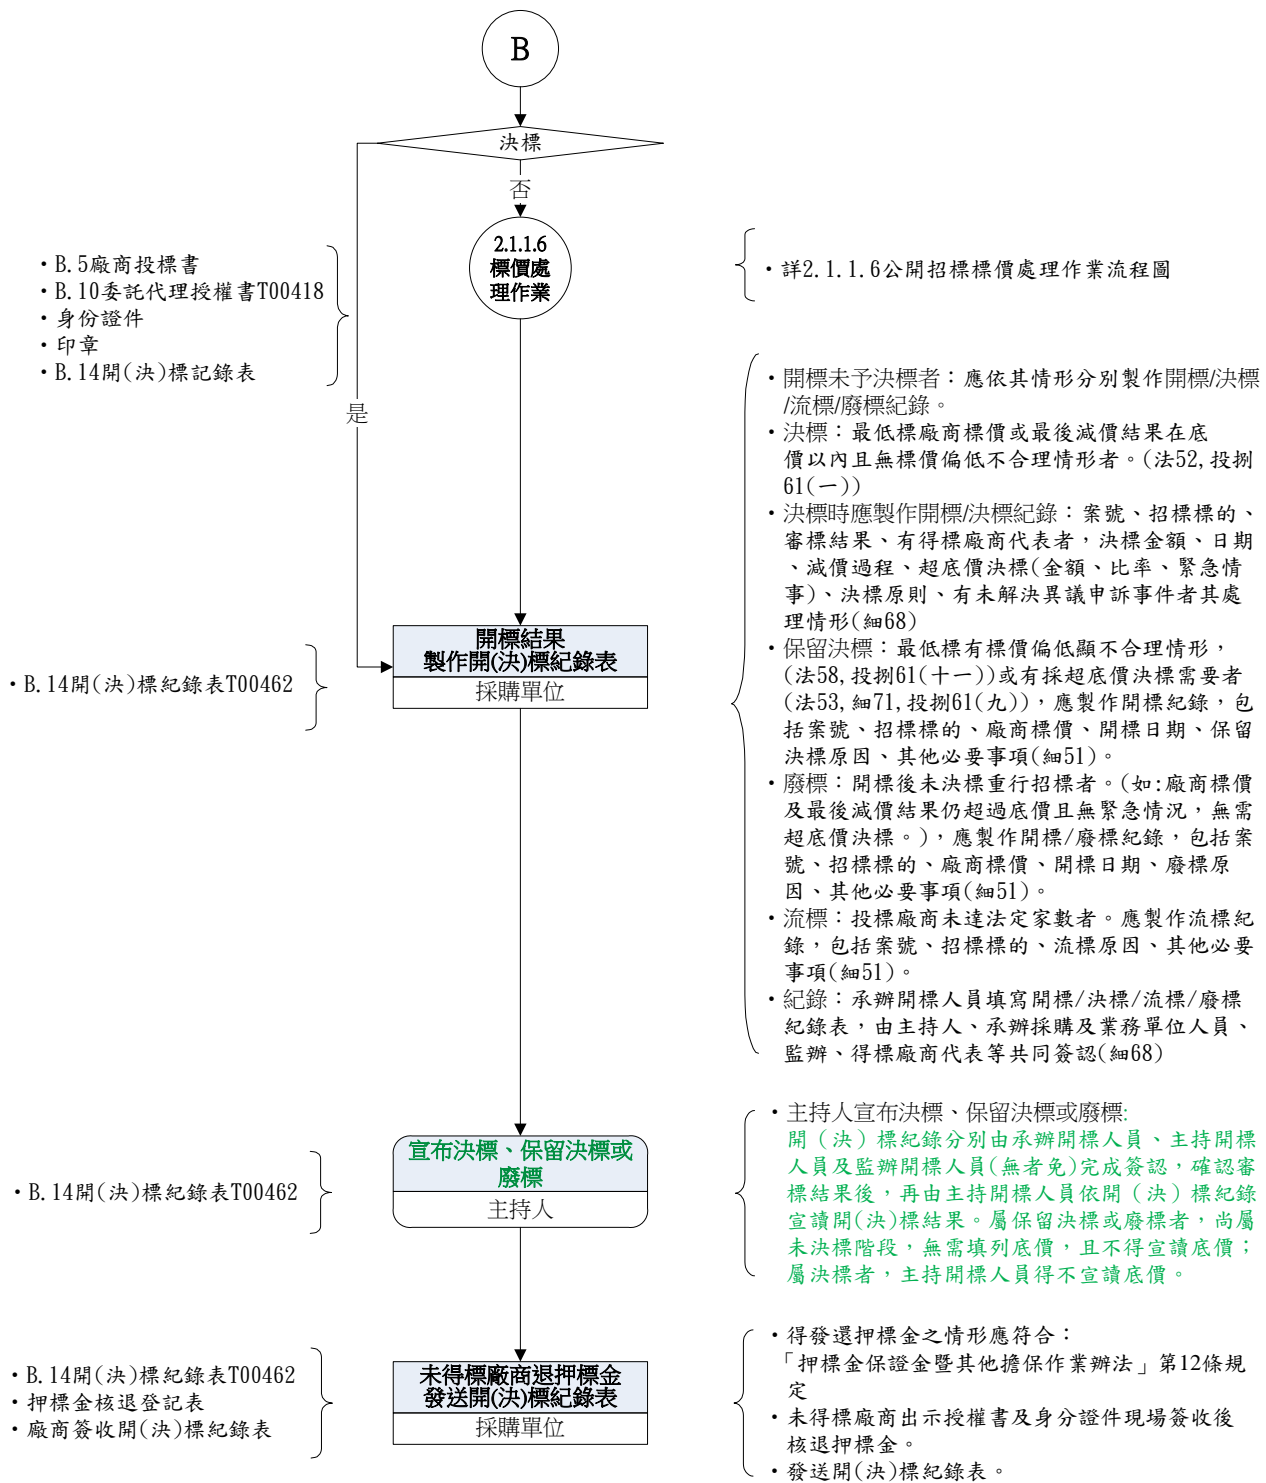 B
決標
否
2.1.1.6
標價處
理作業
・B.5廠商投標書
・B.10委託代理授權書T00418
・身份證件
・印章
・B.14開(決)標記錄表
・詳2.1.1.6公開招標標價處理作業流程圖
是
・開標未予決標者：應依其情形分別製作開標/決標
/流標/廢標紀錄。
・決標：最低標廠商標價或最後減價結果在底
價以內且無標價偏低不合理情形者。(法52,投捌
61(一))
・決標時應製作開標/決標紀錄：案號、招標標的、
審標結果、有得標廠商代表者，決標金額、日期
、減價過程、超底價決標(金額、比率、緊急情
事)、決標原則、有未解決異議申訴事件者其處
理情形(細68)
・保留決標：最低標有標價偏低顯不合理情形，
(法58,投捌61(十一))或有採超底價決標需要者
(法53,細71,投捌61(九))，應製作開標紀錄，包
括案號、招標標的、廠商標價、開標日期、保留
決標原因、其他必要事項(細51)。
・廢標：開標後未決標重行招標者。(如:廠商標價
及最後減價結果仍超過底價且無緊急情況，無需
超底價決標。)，應製作開標/廢標紀錄，包括案
號、招標標的、廠商標價、開標日期、廢標原
因、其他必要事項(細51)。
・流標：投標廠商未達法定家數者。應製作流標紀
錄，包括案號、招標標的、流標原因、其他必要
事項(細51)。
・紀錄：承辦開標人員填寫開標/決標/流標/廢標
紀錄表，由主持人、承辦採購及業務單位人員、
監辦、得標廠商代表等共同簽認(細68)
開標結果
製作開(決)標紀錄表
採購單位
・B.14開(決)標紀錄表T00462
宣布決標、保留決標或
廢標
主持人
・B.14開(決)標紀錄表T00462
・主持人宣布決標、保留決標或廢標:
開（決）標紀錄分別由承辦開標人員、主持開標
人員及監辦開標人員(無者免)完成簽認，確認審
標結果後，再由主持開標人員依開（決）標紀錄
宣讀開(決)標結果。屬保留決標或廢標者，尚屬
未決標階段，無需填列底價，且不得宣讀底價；
屬決標者，主持開標人員得不宣讀底價。
未得標廠商退押標金
發送開(決)標紀錄表
採購單位
・B.14開(決)標紀錄表T00462
・押標金核退登記表
・廠商簽收開(決)標紀錄表
・得發還押標金之情形應符合：
「押標金保證金暨其他擔保作業辦法」第12條規
定
・未得標廠商出示授權書及身分證件現場簽收後
核退押標金。
・發送開(決)標紀錄表。